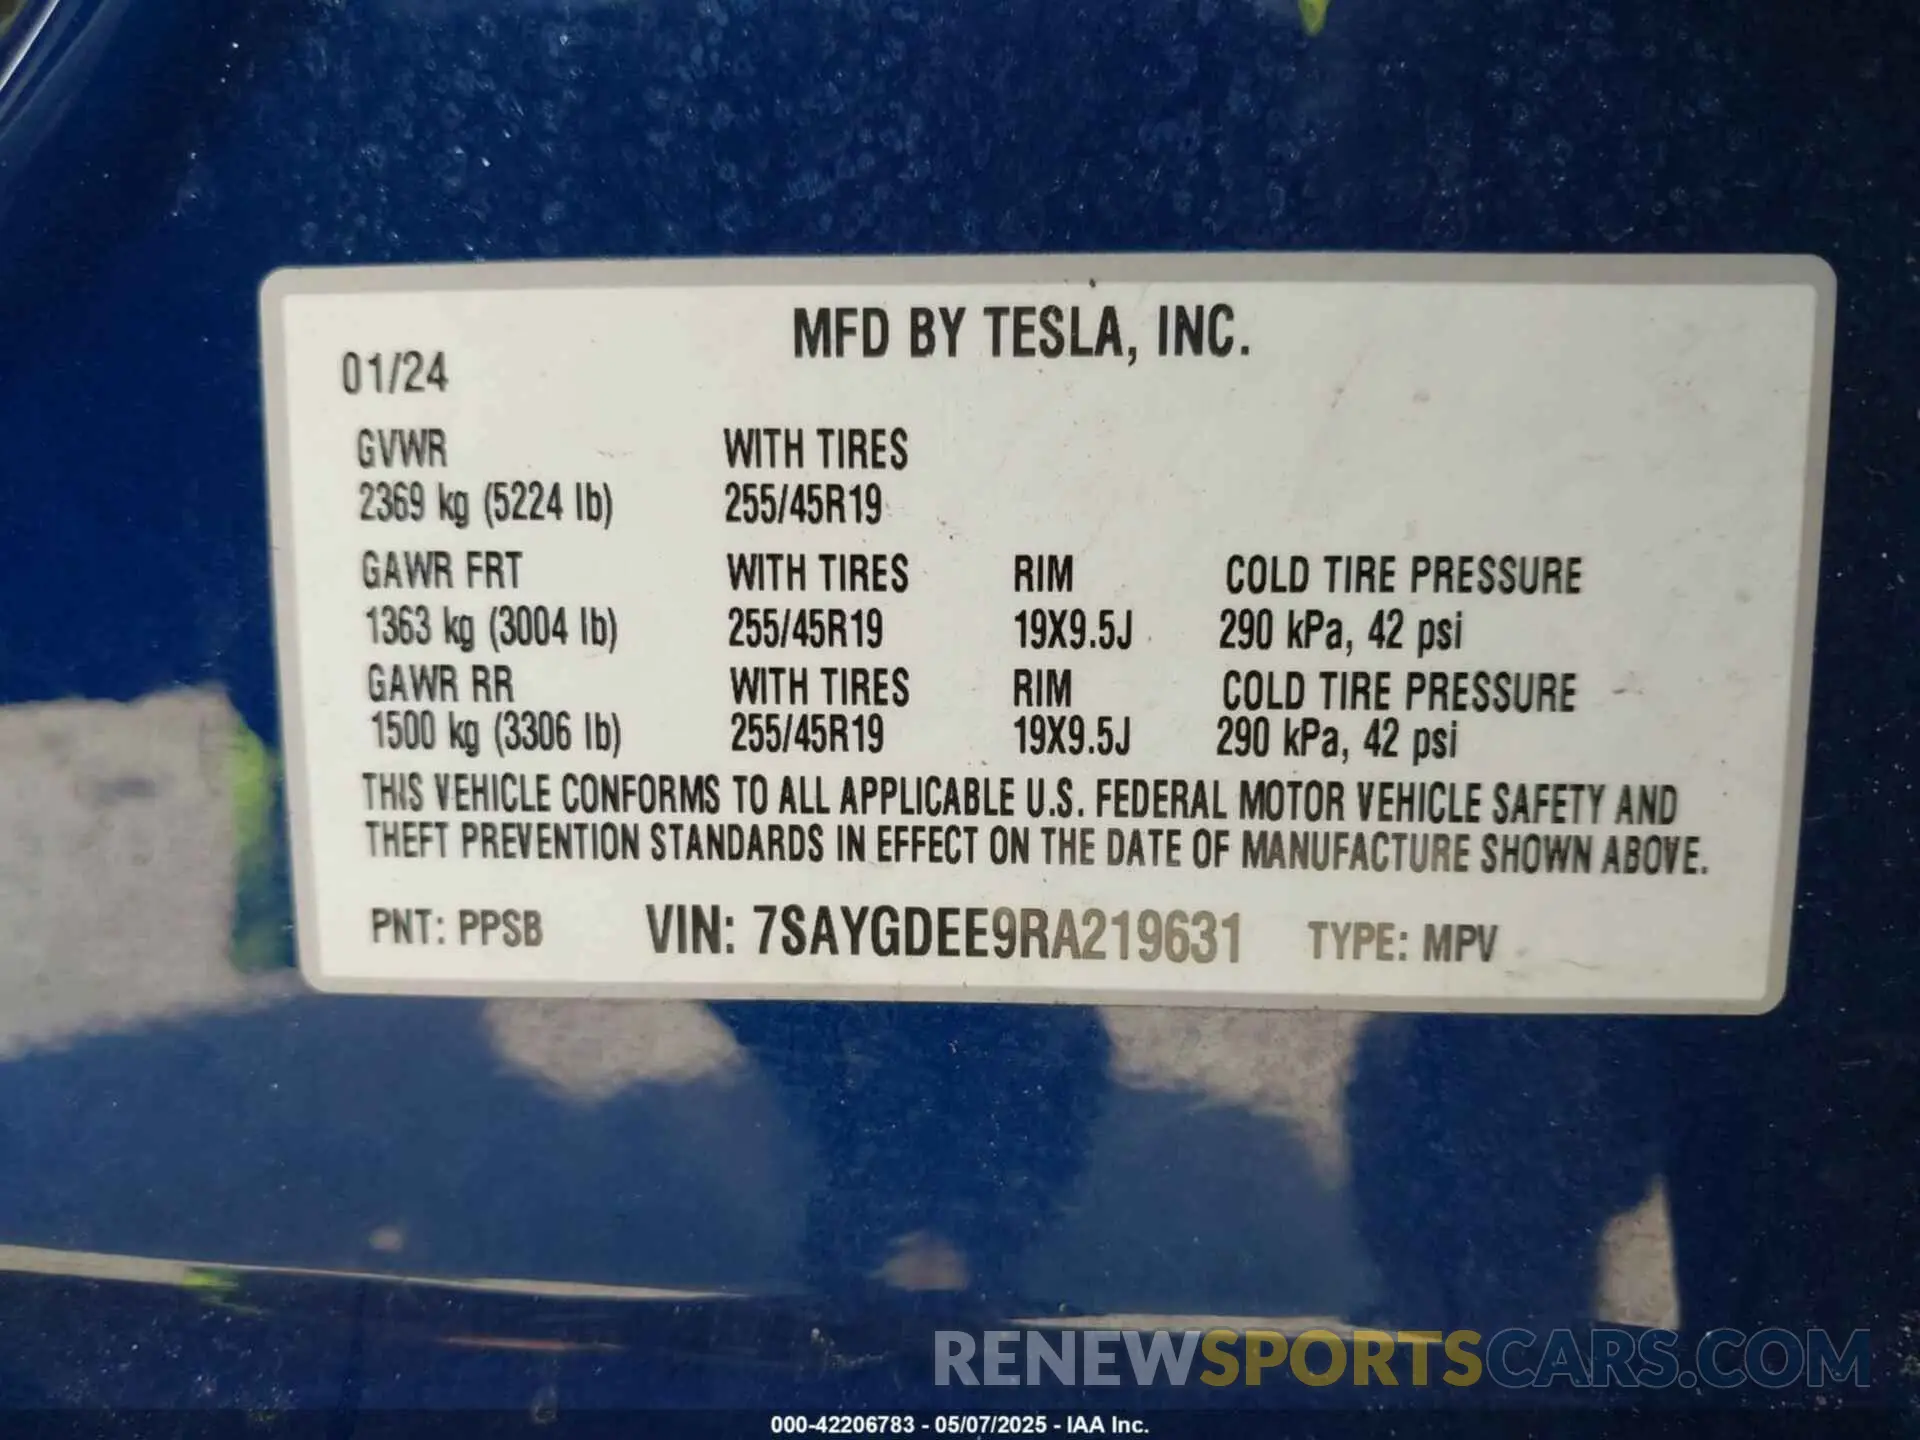 MFD BY TESLA, INC.
01/24
GVWR WITH TIRES
2369 kg (5224 lb) 255/45R19
GAWR FRT WITH TIRES RIM COLD TIRE PRESSURE
1363 kg (3004 lb) 255/45R19 19X9.5J 290 kPa, 42 psi
GAWR RR WITH TIRES RIM COLD TIRE PRESSURE
1500 kg (3306 lb) 255/45R19 19X9.5J 290 kPa, 42 psi
THIS VEHICLE CONFORMS TO ALL APPLICABLE U.S. FEDERAL MOTOR VEHICLE SAFETY AND
THEFT PREVENTION STANDARDS IN EFFECT ON THE DATE OF MANUFACTURE SHOWN ABOVE.
PNT: PPSB VIN: 7SAYGDEE9RA219631 TYPE: MPV
RENEWSPORTSCARS.COM
000-42206783 - 05/07/2025 - IAA Inc.